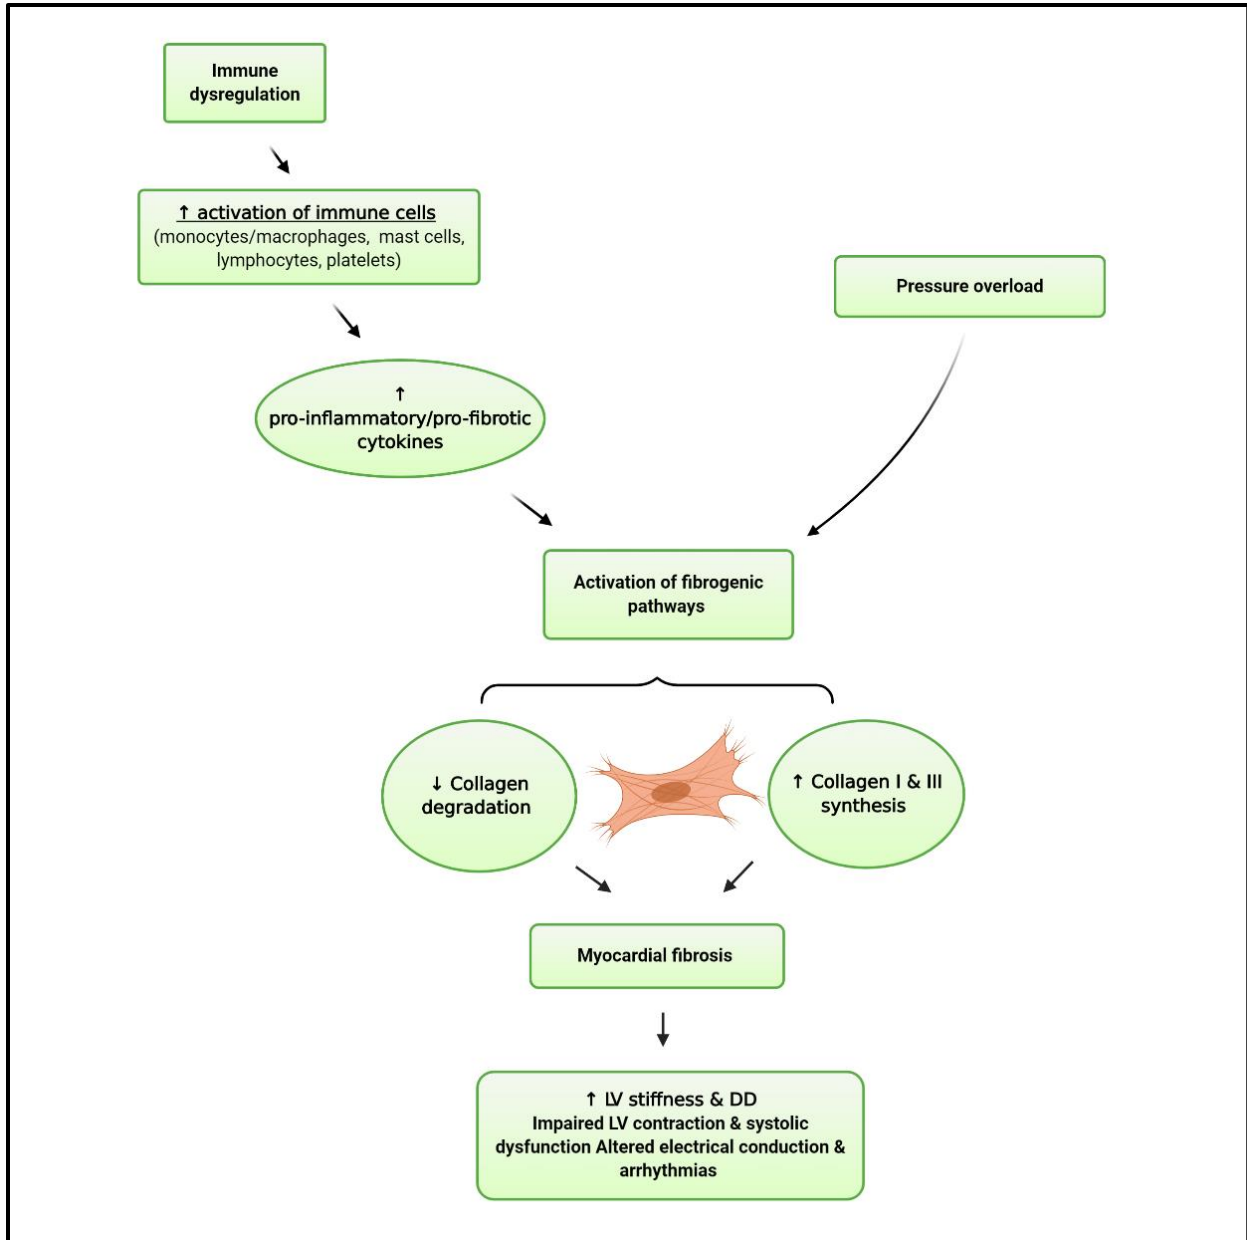 Immune
dysregulation
↑ activation of immune cells
(monocytes/macrophages, mast cells,
lymphocytes, platelets)
Pressure overload
↑
pro-inflammatory/pro-fibrotic
cytokines
Activation of fibrogenic
pathways
↓ Collagen
degradation
↑ Collagen I & III
synthesis
Myocardial fibrosis
↑ LV stiffness & DD
Impaired LV contraction & systolic
dysfunction Altered electrical conduction &
arrhythmias